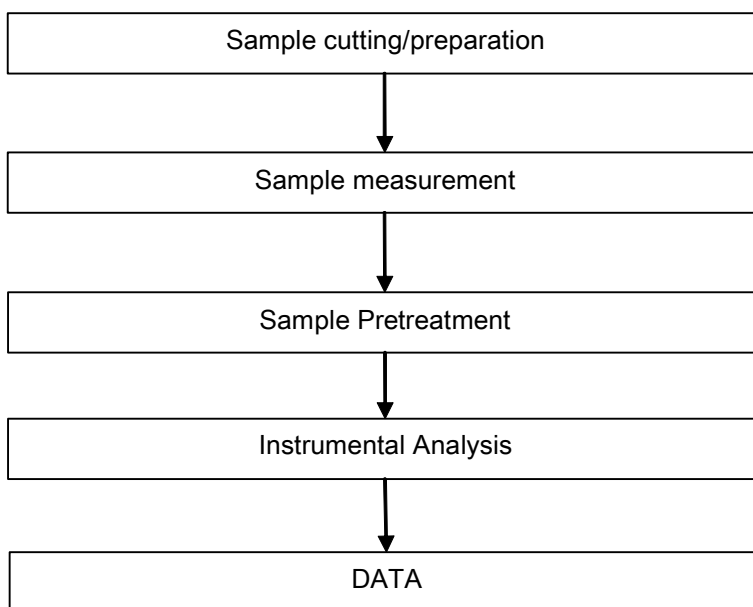 Sample cutting/preparation
Sample measurement
Sample Pretreatment
Instrumental Analysis
DATA